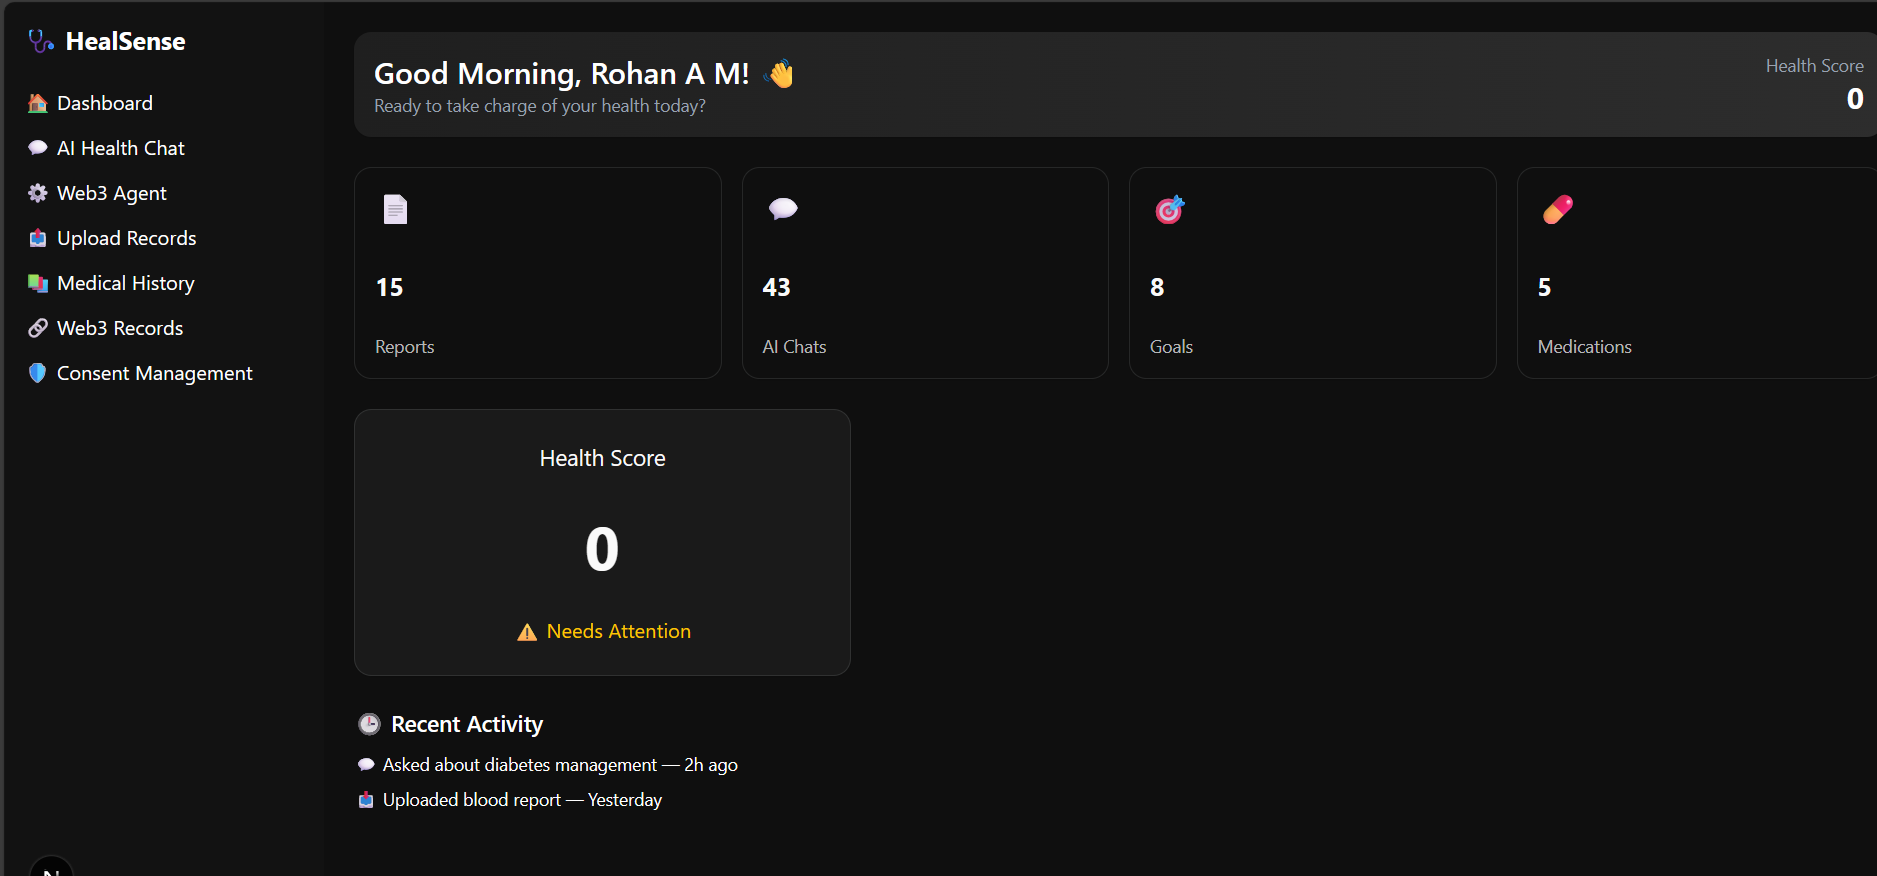 HealSense
Dashboard
AI Health Chat
Web3 Agent
Upload Records
Medical History
Web3 Records
Consent Management
Good Morning, Rohan A M! 👋
Ready to take charge of your health today?
Health Score
0
15
Reports
43
AI Chats
8
Goals
5
Medications
Health Score
0
⚠️ Needs Attention
Recent Activity
Asked about diabetes management — 2h ago
Uploaded blood report — Yesterday
N